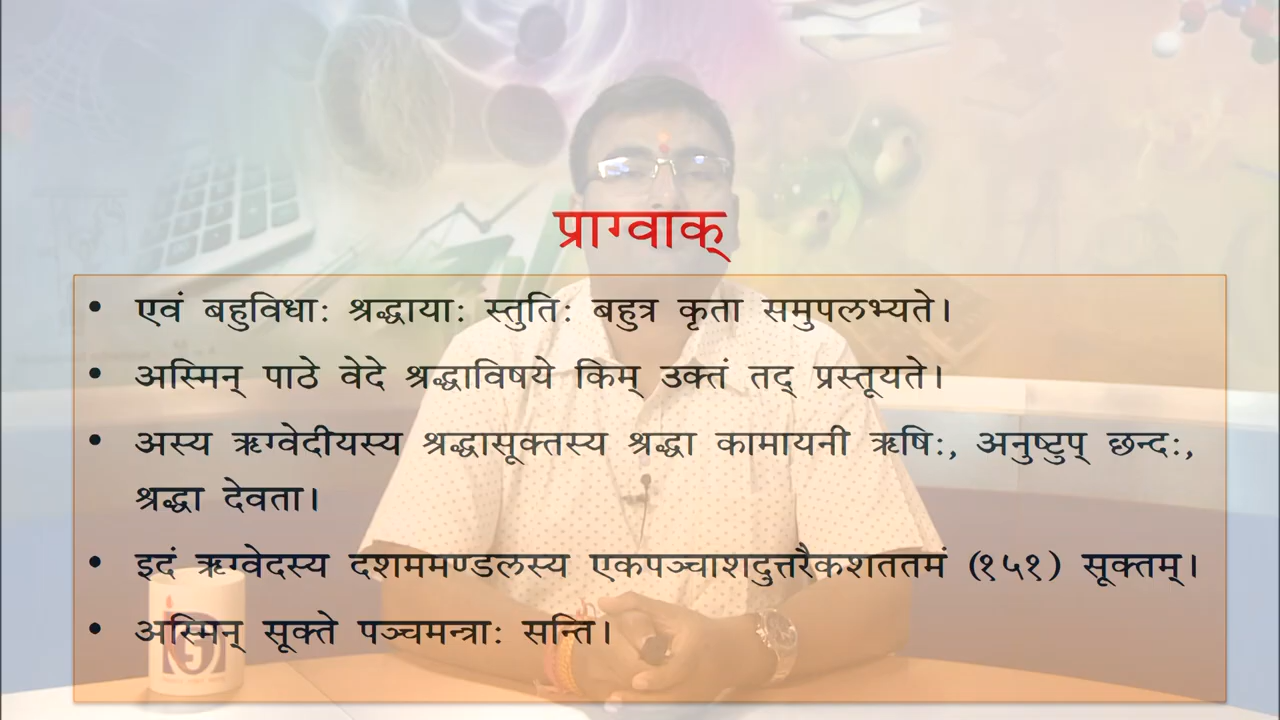 प्राग्वाक्
• एवं बहुविधाः श्रद्धायाः स्तुतिः बहुत्र कृता समुपलभ्यते।
• अस्मिन् पाठे वेदे श्रद्धाविषये किम् उक्तं तद् प्रस्तूयते।
• अस्य ऋग्वेदीयस्य श्रद्धासूक्तस्य श्रद्धा कामायनी ऋषिः, अनुष्टुप् छन्दः,
श्रद्धा देवता।
• इदं ऋग्वेदस्य दशममण्डलस्य एकपञ्चाशदुत्तरैकशततमं (१५१) सूक्तम्।
• अस्मिन् सूक्ते पञ्चमन्त्राः सन्ति।